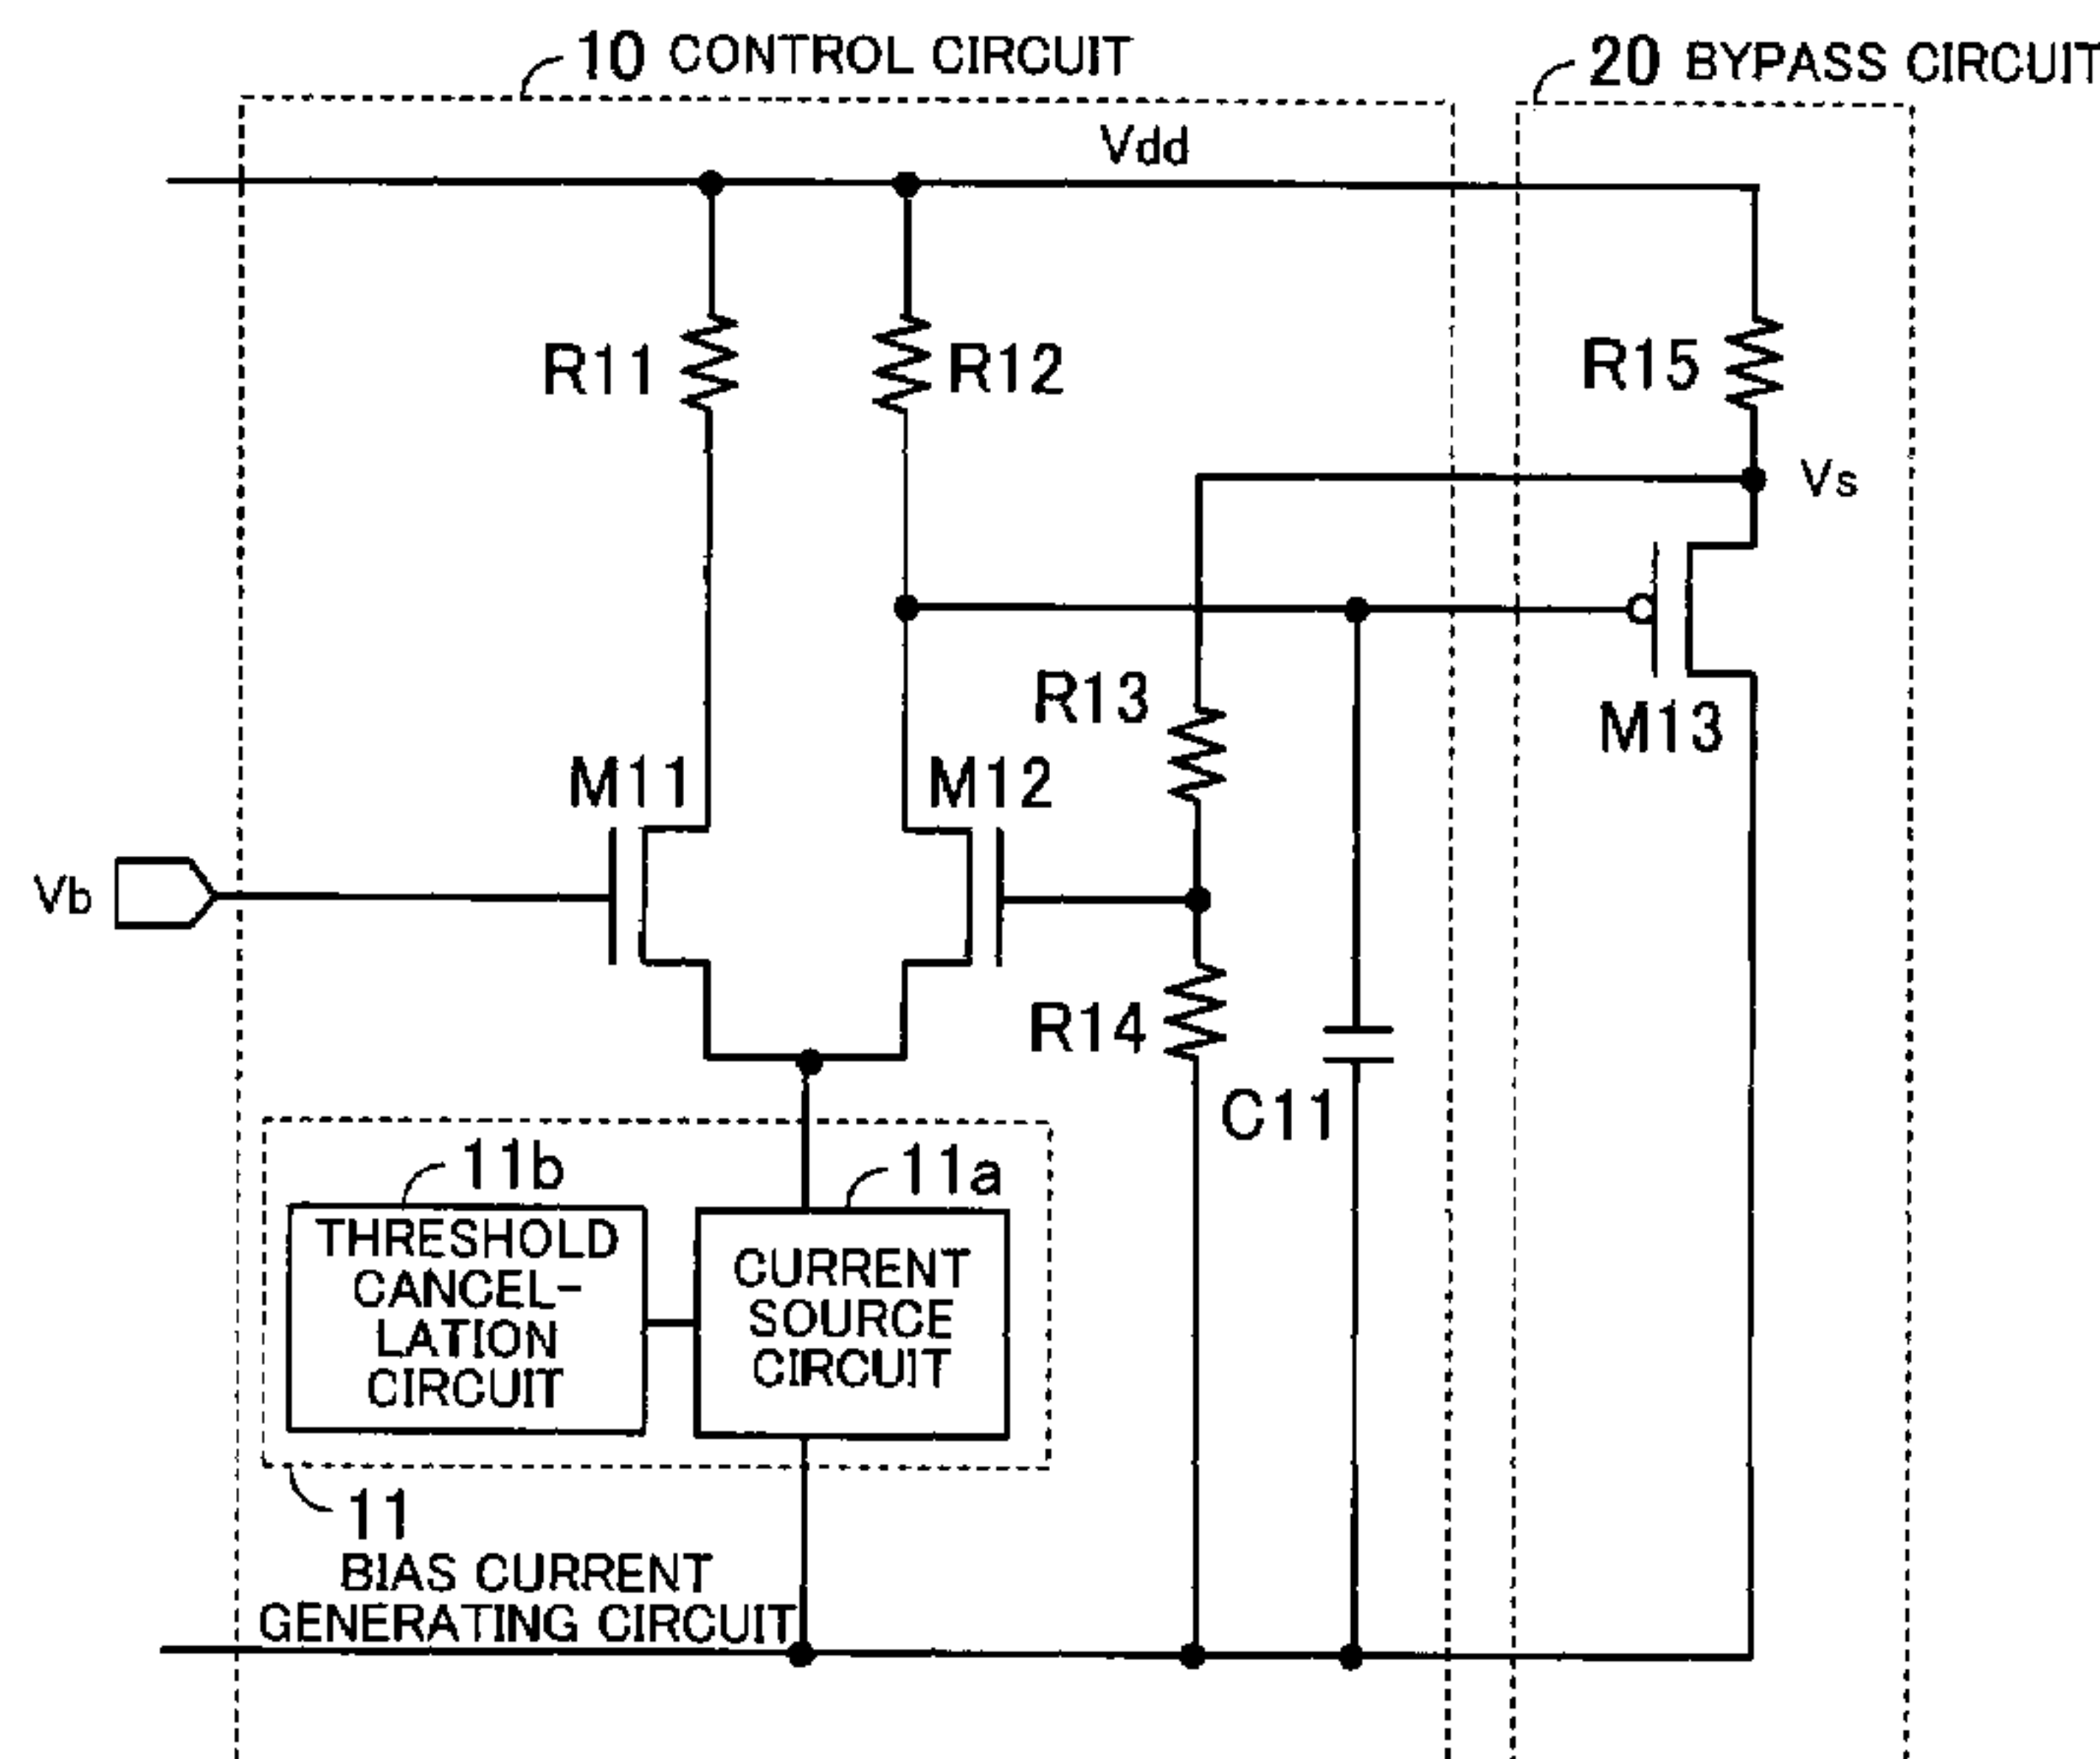 10 CONTROL CIRCUIT
20 BYPASS CIRCUIT
Vdd
R11
R12
R15
Vs
R13
M13
M11
M12
Vb
R14
C11
11b
11a
THRESHOLD
CANCEL-
LATION
CIRCUIT
CURRENT
SOURCE
CIRCUIT
11
BIAS CURRENT
GENERATING CIRCUIT